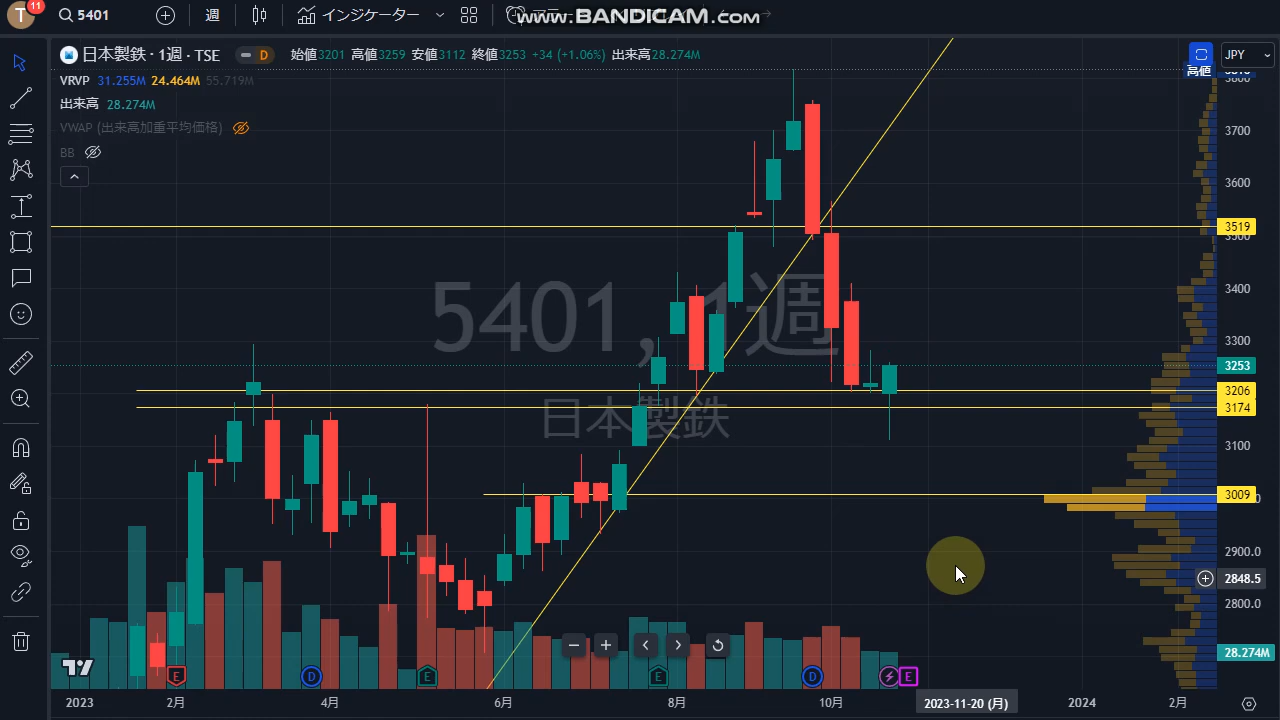 T 11 5401 週 インジケーター
www.BANDICAM.com
日本製鉄・1週・TSE D 始値3201 高値3259 安値3112 終値3253 +34 (+1.06%) 出来高28.274M
JPY
高値
VRVP 31.255M 24.464M 55.719M
出来高 28.274M
VWAP (出来高加重平均価格)
BB
5401, 1週
日本製鉄
3800
3700
3600
3519
3500
3400
3300
3253
3206
3174
3100
3009
2900.0
2848.5
2800.0
28.274M
E D E E D E
2023 2月 4月 6月 8月 10月 2023-11-20 (月) 2024 2月